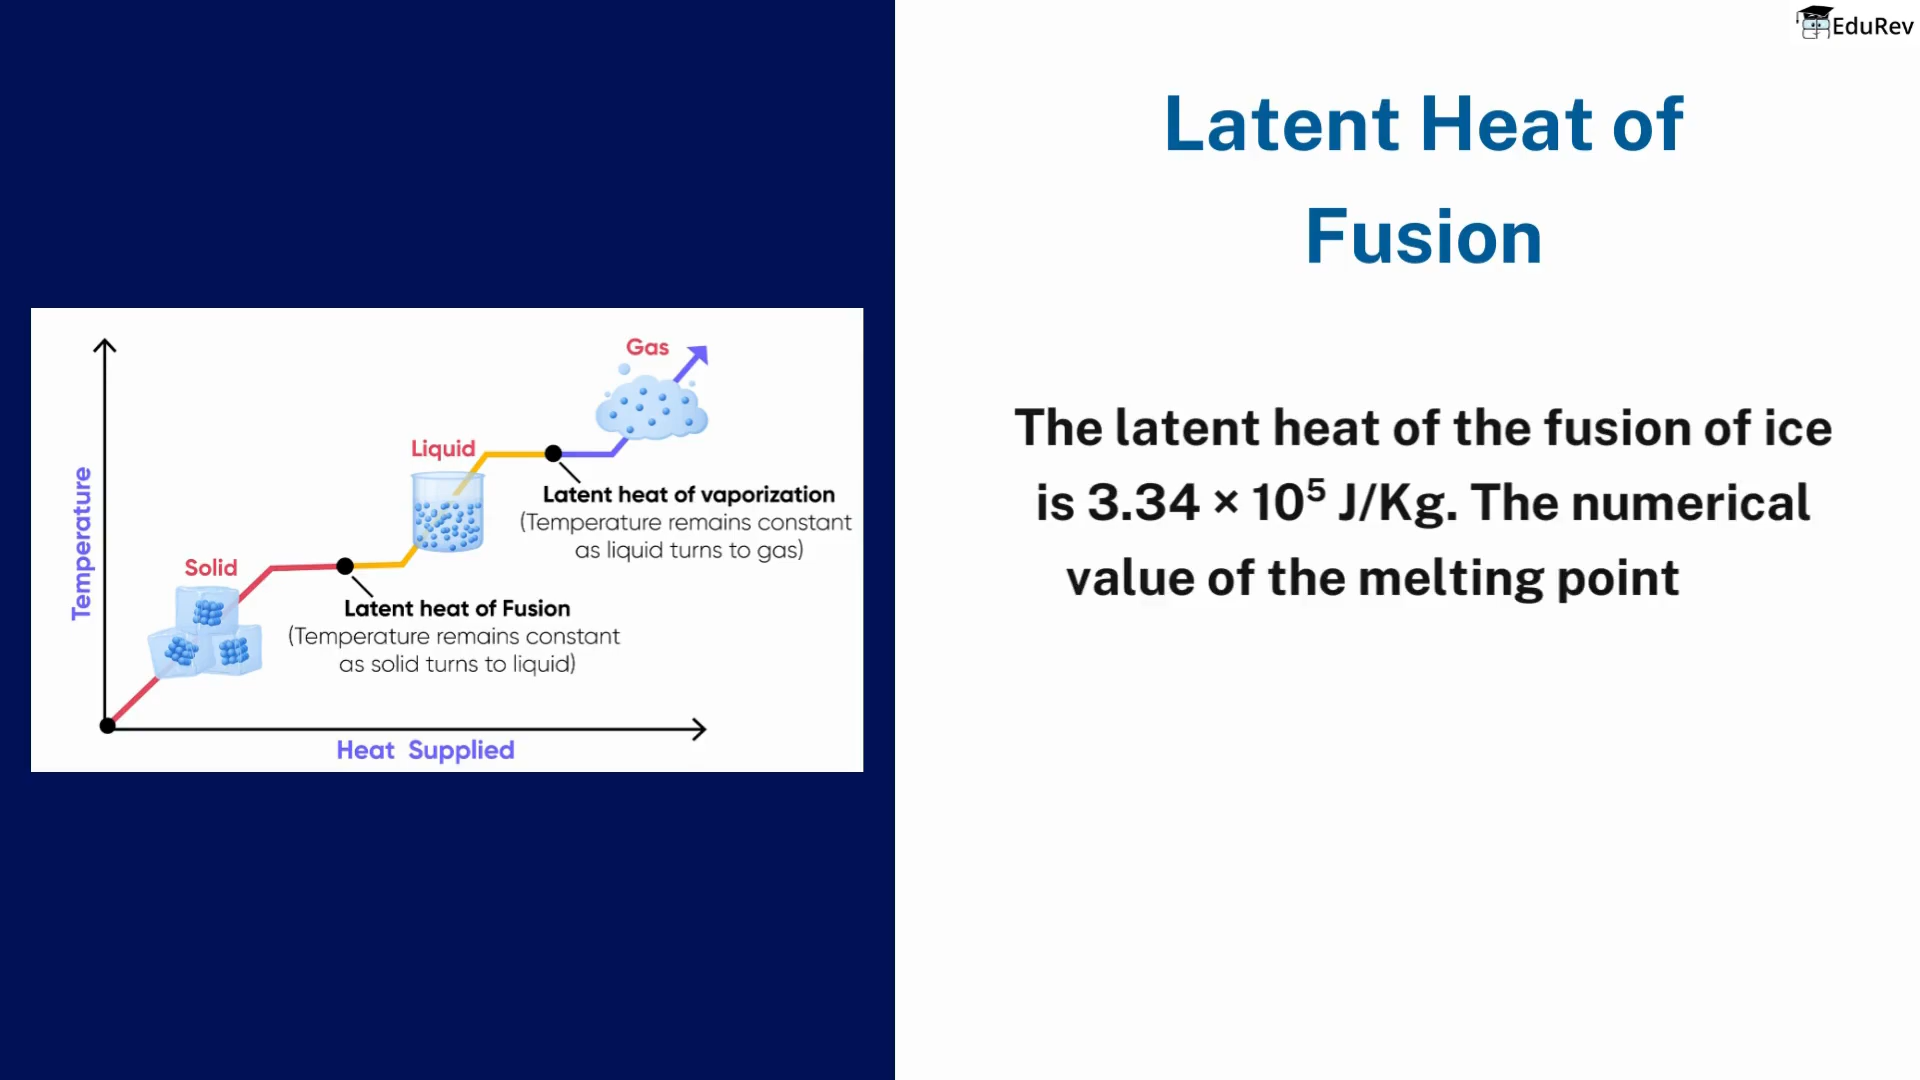 EduRev
Latent Heat of
Fusion
The latent heat of the fusion of ice
is 3.34 × 10⁵ J/Kg. The numerical
value of the melting point
Temperature
Gas
Liquid
Latent heat of vaporization
(Temperature remains constant
as liquid turns to gas)
Solid
Latent heat of Fusion
(Temperature remains constant
as solid turns to liquid)
Heat Supplied